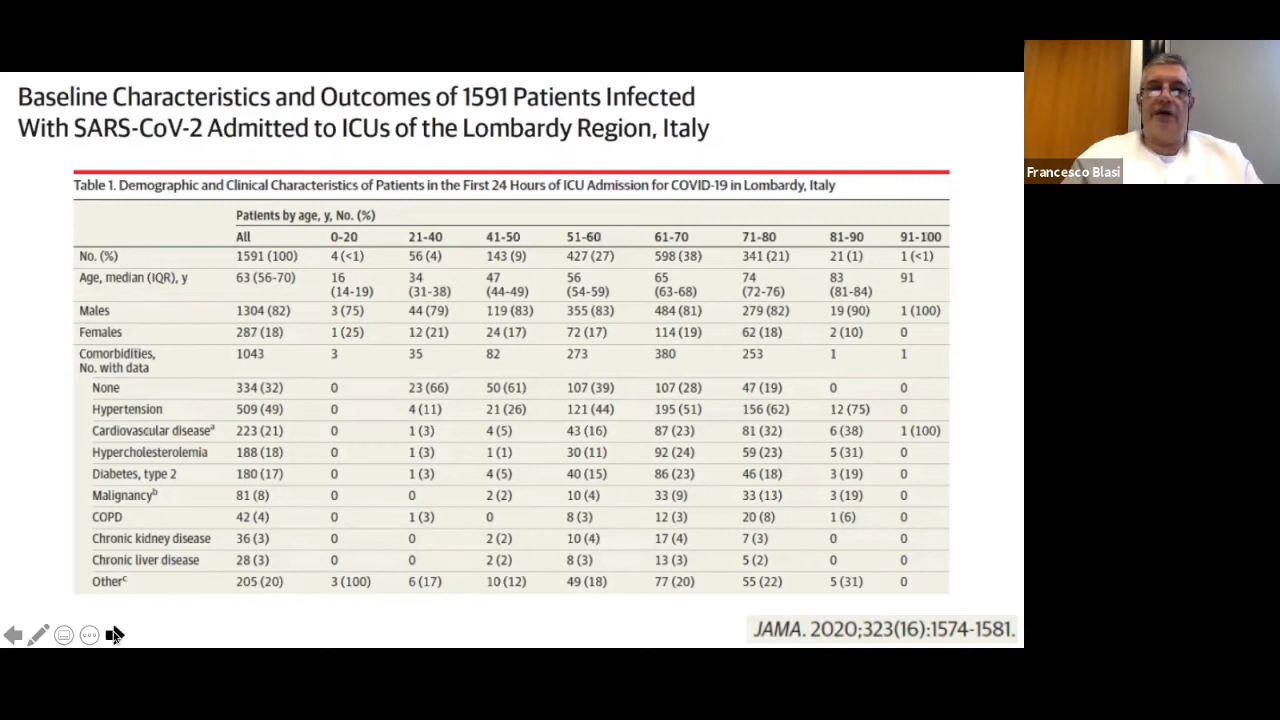 Baseline Characteristics and Outcomes of 1591 Patients Infected
With SARS-CoV-2 Admitted to ICUs of the Lombardy Region, Italy
Francesco Blasi
Table 1. Demographic and Clinical Characteristics of Patients in the First 24 Hours of ICU Admission for COVID-19 in Lombardy, Italy
Patients by age, y, No. (%)
All 0-20 21-40 41-50 51-60 61-70 71-80 81-90 91-100
No. (%) 1591 (100) 4 (<1) 56 (4) 143 (9) 427 (27) 598 (38) 341 (21) 21 (1) 1 (<1)
Age, median (IQR), y 63 (56-70) 16 34 47 56 65 74 83 91
(14-19) (31-38) (44-49) (54-59) (63-68) (72-76) (81-84)
Males 1304 (82) 3 (75) 44 (79) 119 (83) 355 (83) 484 (81) 279 (82) 19 (90) 1 (100)
Females 287 (18) 1 (25) 12 (21) 24 (17) 72 (17) 114 (19) 62 (18) 2 (10) 0
Comorbidities, 1043 3 35 82 273 380 253 1 1
No. with data
None 334 (32) 0 23 (66) 50 (61) 107 (39) 107 (28) 47 (19) 0 0
Hypertension 509 (49) 0 4 (11) 21 (26) 121 (44) 195 (51) 156 (62) 12 (75) 0
Cardiovascular diseaseᵃ 223 (21) 0 1 (3) 4 (5) 43 (16) 87 (23) 81 (32) 6 (38) 1 (100)
Hypercholesterolemia 188 (18) 0 1 (3) 1 (1) 30 (11) 92 (24) 59 (23) 5 (31) 0
Diabetes, type 2 180 (17) 0 1 (3) 4 (5) 40 (15) 86 (23) 46 (18) 3 (19) 0
Malignancyᵇ 81 (8) 0 0 2 (2) 10 (4) 33 (9) 33 (13) 3 (19) 0
COPD 42 (4) 0 1 (3) 0 8 (3) 12 (3) 20 (8) 1 (6) 0
Chronic kidney disease 36 (3) 0 0 2 (2) 10 (4) 17 (4) 7 (3) 0 0
Chronic liver disease 28 (3) 0 0 2 (2) 8 (3) 13 (3) 5 (2) 0 0
Otherᶜ 205 (20) 3 (100) 6 (17) 10 (12) 49 (18) 77 (20) 55 (22) 5 (31) 0
JAMA. 2020;323(16):1574-1581.